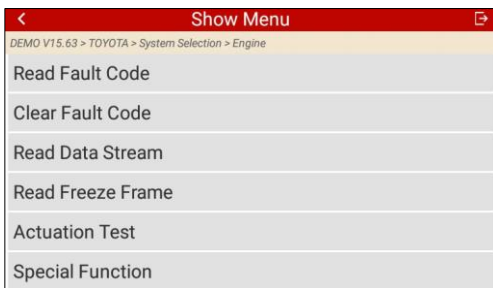 Show Menu
DEMO V15.63 > TOYOTA > System Selection > Engine
Read Fault Code
Clear Fault Code
Read Data Stream
Read Freeze Frame
Actuation Test
Special Function